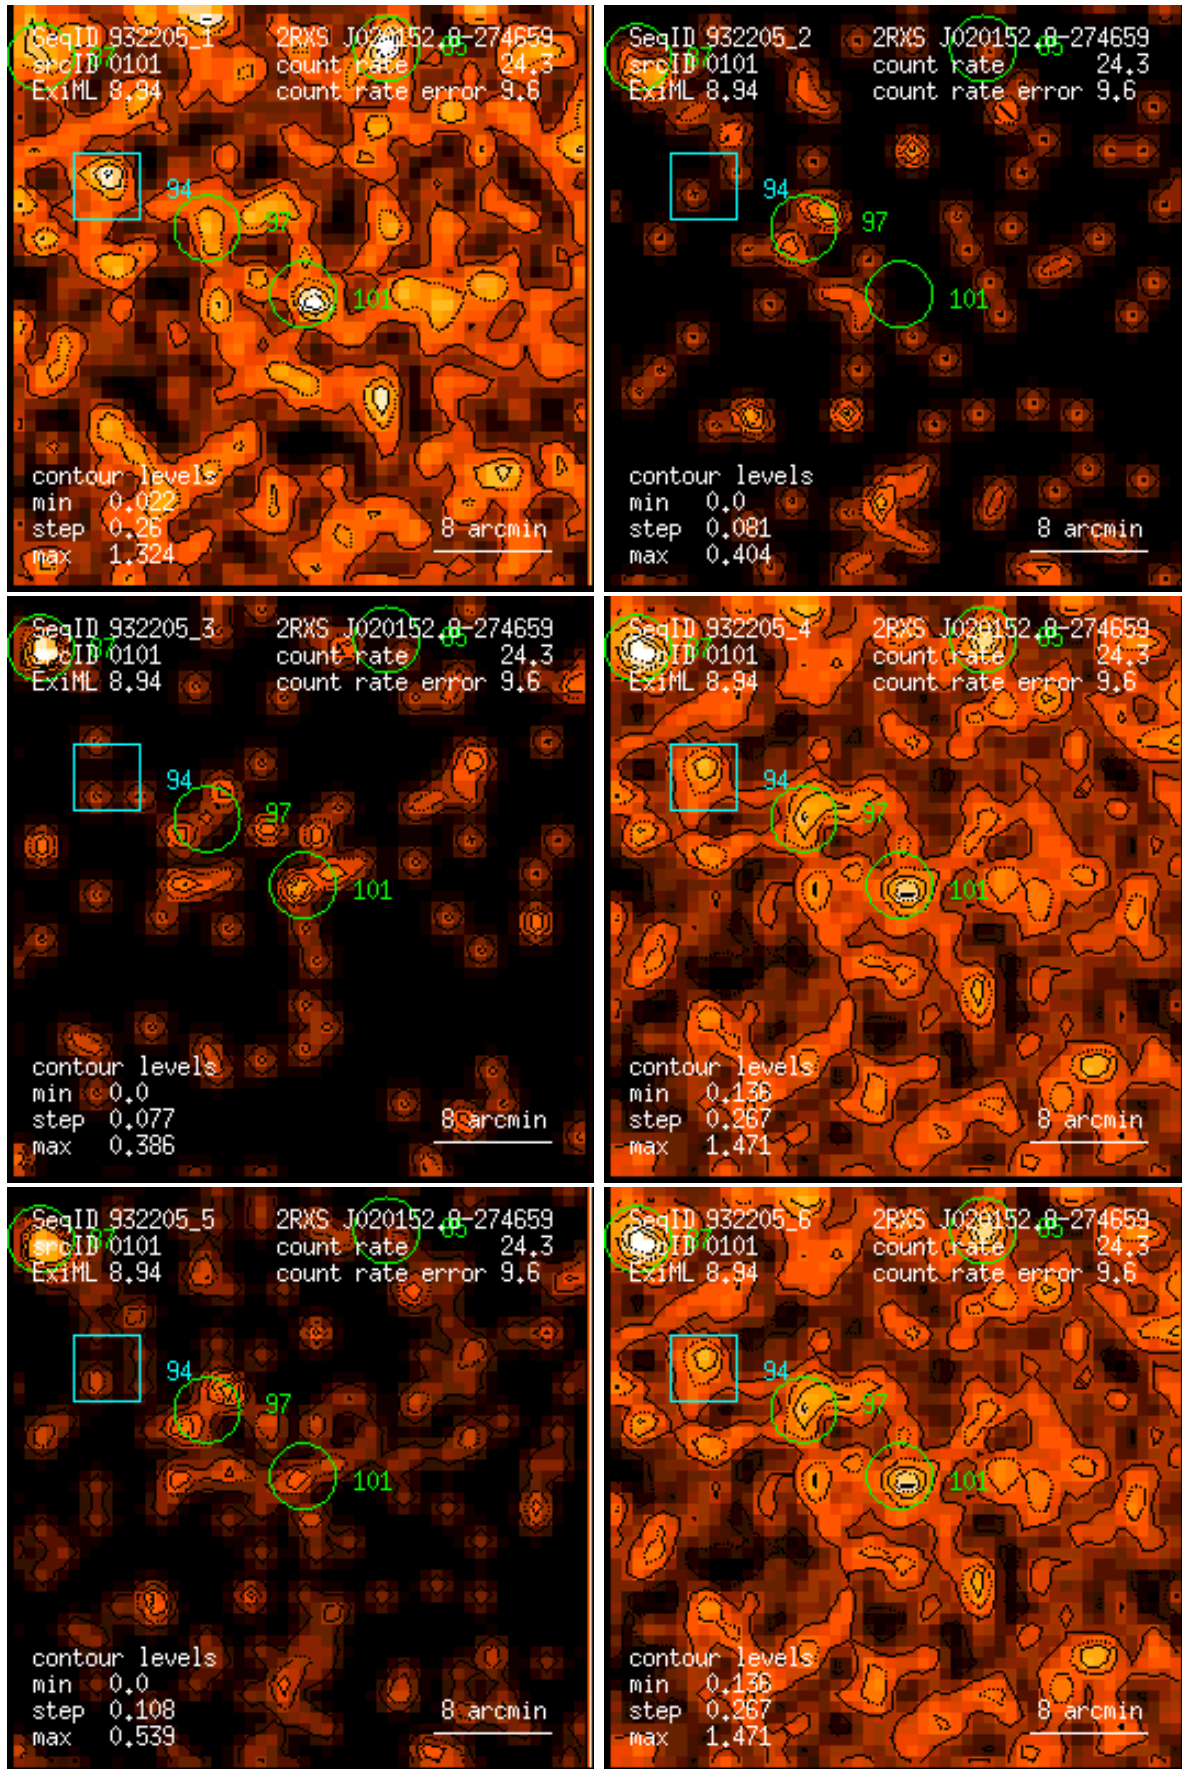 SeqID 932205_1 2RXS J020152.8-274659
srcID 0101 count rate 24.3
ExiML 8.94 count rate error 9.6
94
97
101
contour levels
min 0.022
step 0.26 8 arcmin
max 1.324
SeqID 932205_2 2RXS J020152.8-274659
srcID 0101 count rate 24.3
ExiML 8.94 count rate error 9.6
94
97
101
contour levels
min 0.0
step 0.081 8 arcmin
max 0.404
SeqID 932205_3 2RXS J020152.8-274659
srcID 0101 count rate 24.3
ExiML 8.94 count rate error 9.6
94
97
101
contour levels
min 0.0
step 0.077 8 arcmin
max 0.386
SeqID 932205_4 2RXS J020152.8-274659
srcID 0101 count rate 24.3
ExiML 8.94 count rate error 9.6
94
97
101
contour levels
min 0.136
step 0.267 8 arcmin
max 1.471
SeqID 932205_5 2RXS J020152.8-274659
srcID 0101 count rate 24.3
ExiML 8.94 count rate error 9.6
94
97
101
contour levels
min 0.0
step 0.108 8 arcmin
max 0.539
SeqID 932205_6 2RXS J020152.8-274659
srcID 0101 count rate 24.3
ExiML 8.94 count rate error 9.6
94
97
101
contour levels
min 0.136
step 0.267 8 arcmin
max 1.471